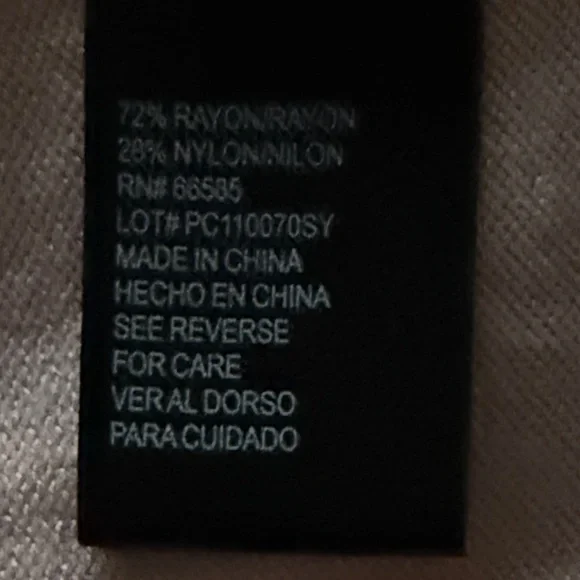 72% RAYON/RAYON
28% NYLON/NILON
RN# 66585
LOT# PC110070SY
MADE IN CHINA
HECHO EN CHINA
SEE REVERSE
FOR CARE
VER AL DORSO
PARA CUIDADO